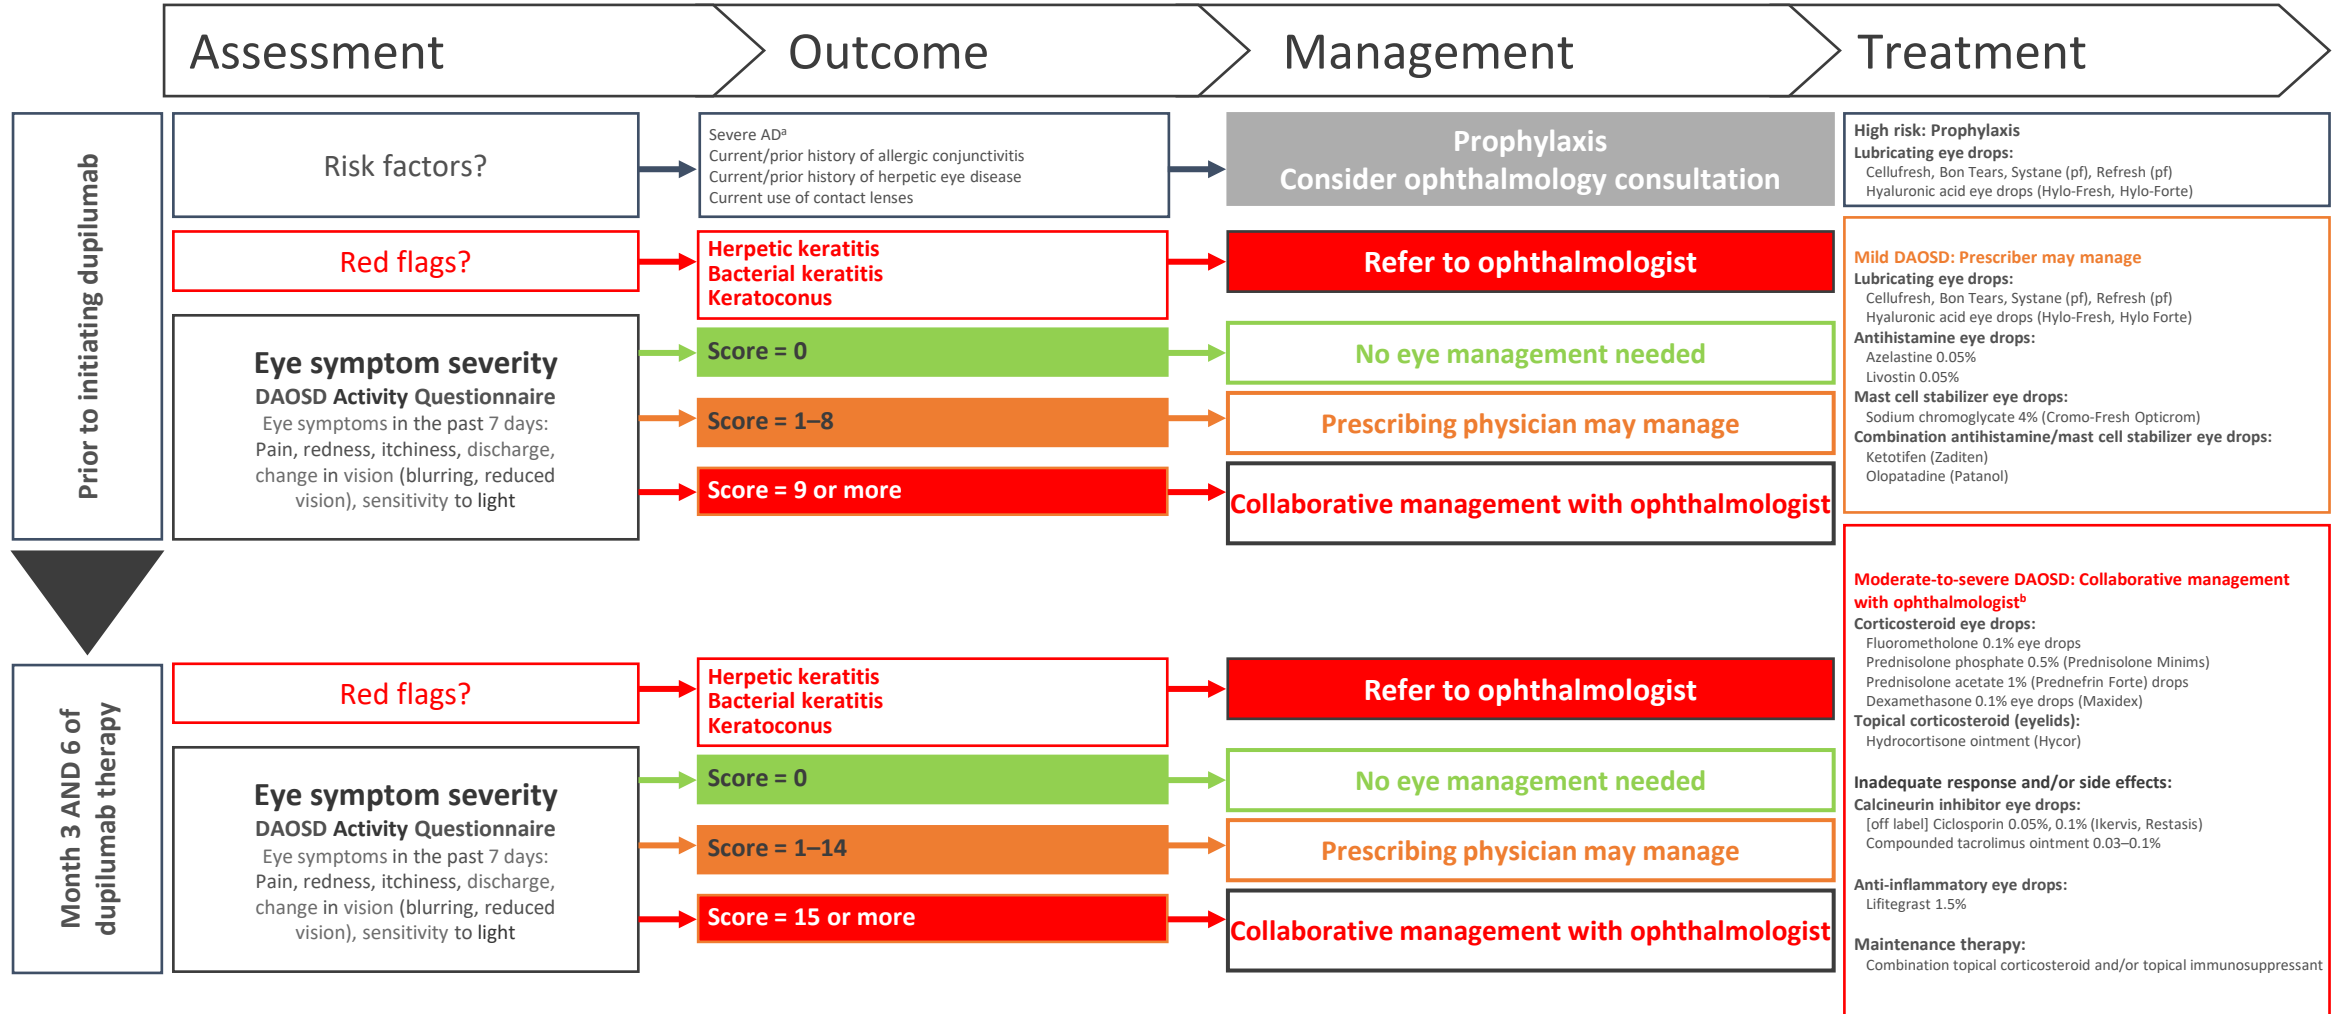 Assessment
Outcome
Management
Treatment
Prior to initiating dupilumab
Risk factors?
Severe ADᵃ
Current/prior history of allergic conjunctivitis
Current/prior history of herpetic eye disease
Current use of contact lenses
Prophylaxis
Consider ophthalmology consultation
High risk: Prophylaxis
Lubricating eye drops:
Cellufresh, Bon Tears, Systane (pf), Refresh (pf)
Hyaluronic acid eye drops (Hylo-Fresh, Hylo-Forte)
Red flags?
Herpetic keratitis
Bacterial keratitis
Keratoconus
Refer to ophthalmologist
Eye symptom severity
DAOSD Activity Questionnaire
Eye symptoms in the past 7 days:
Pain, redness, itchiness, discharge,
change in vision (blurring, reduced
vision), sensitivity to light
Score = 0
No eye management needed
Score = 1–8
Prescribing physician may manage
Score = 9 or more
Collaborative management with ophthalmologist
Mild DAOSD: Prescriber may manage
Lubricating eye drops:
Cellufresh, Bon Tears, Systane (pf), Refresh (pf)
Hyaluronic acid eye drops (Hylo-Fresh, Hylo Forte)
Antihistamine eye drops:
Azelastine 0.05%
Livostin 0.05%
Mast cell stabilizer eye drops:
Sodium chromoglycate 4% (Cromo-Fresh Opticrom)
Combination antihistamine/mast cell stabilizer eye drops:
Ketotifen (Zaditen)
Olopatadine (Patanol)
Month 3 AND 6 of
dupilumab therapy
Red flags?
Herpetic keratitis
Bacterial keratitis
Keratoconus
Refer to ophthalmologist
Eye symptom severity
DAOSD Activity Questionnaire
Eye symptoms in the past 7 days:
Pain, redness, itchiness, discharge,
change in vision (blurring, reduced
vision), sensitivity to light
Score = 0
No eye management needed
Score = 1–14
Prescribing physician may manage
Score = 15 or more
Collaborative management with ophthalmologist
Moderate-to-severe DAOSD: Collaborative management
with ophthalmologistᵇ
Corticosteroid eye drops:
Fluorometholone 0.1% eye drops
Prednisolone phosphate 0.5% (Prednisolone Minims)
Prednisolone acetate 1% (Prednefrin Forte) drops
Dexamethasone 0.1% eye drops (Maxidex)
Topical corticosteroid (eyelids):
Hydrocortisone ointment (Hycor)
Inadequate response and/or side effects:
Calcineurin inhibitor eye drops:
[off label] Ciclosporin 0.05%, 0.1% (Ikervis, Restasis)
Compounded tacrolimus ointment 0.03–0.1%
Anti-inflammatory eye drops:
Lifitegrast 1.5%
Maintenance therapy:
Combination topical corticosteroid and/or topical immunosuppressant